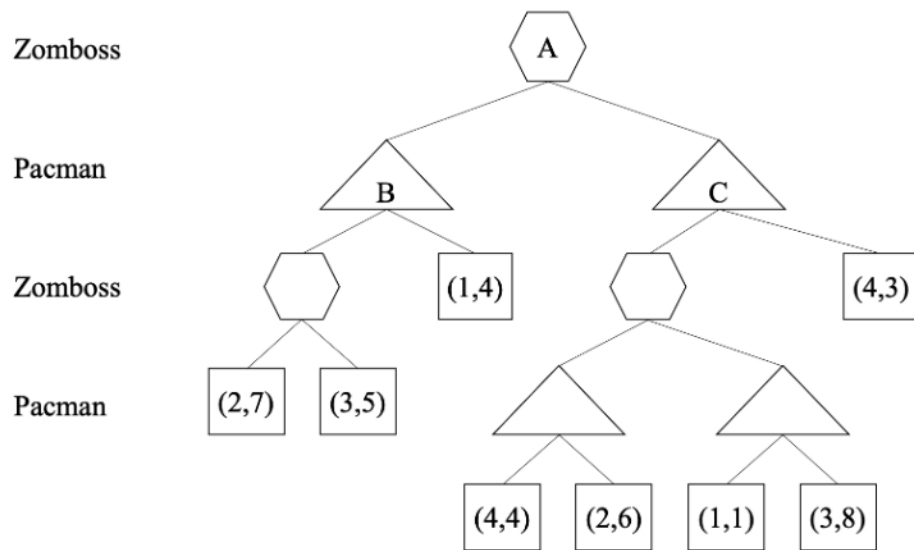 Zomboss A
Pacman B C
Zomboss (1,4) (4,3)
Pacman (2,7) (3,5)
(4,4) (2,6) (1,1) (3,8)